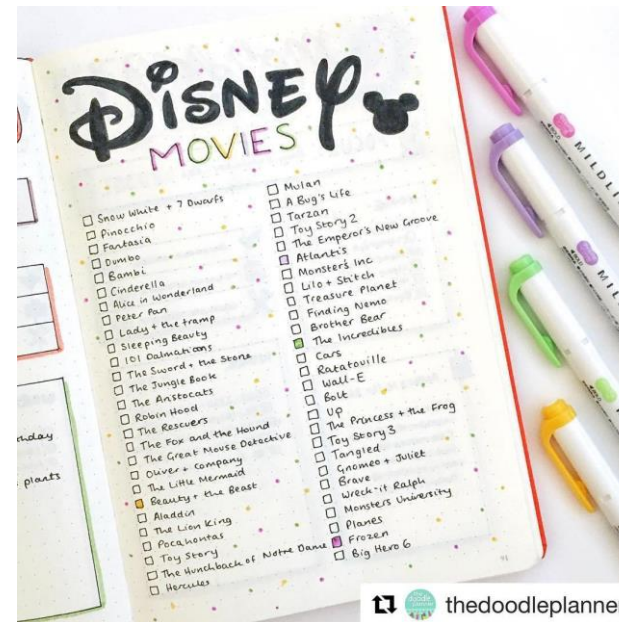 DISNEY
MOVIES
Snow White + 7 Dwarfs
Pinocchio
Fantasia
Dumbo
Bambi
Cinderella
Alice in Wonderland
Peter Pan
Lady + the tramp
Sleeping Beauty
101 Dalmations
The Sword + the Stone
The Jungle Book
The Aristocats
Robin Hood
The Rescuers
The Fox and the Hound
The Great Mouse Detective
Oliver + Company
The Little Mermaid
Beauty + the Beast
Aladdin
The Lion King
Pocahontas
Toy Story
The Hunchback of Notre Dame
Hercules
Mulan
A Bug's Life
Tarzan
Toy Story 2
The Emperor's New Groove
Atlantis
Monsters Inc
Lilo + Stitch
Treasure Planet
Finding Nemo
Brother Bear
The Incredibles
Cars
Ratatouille
Wall-E
Bolt
Up
The Princess + the Frog
Toy Story 3
Tangled
Gnomeo + Juliet
Brave
Wreck-it Ralph
Monsters University
Planes
Frozen
Big Hero 6
plants
MILDLI
MIL
thedoodleplanne